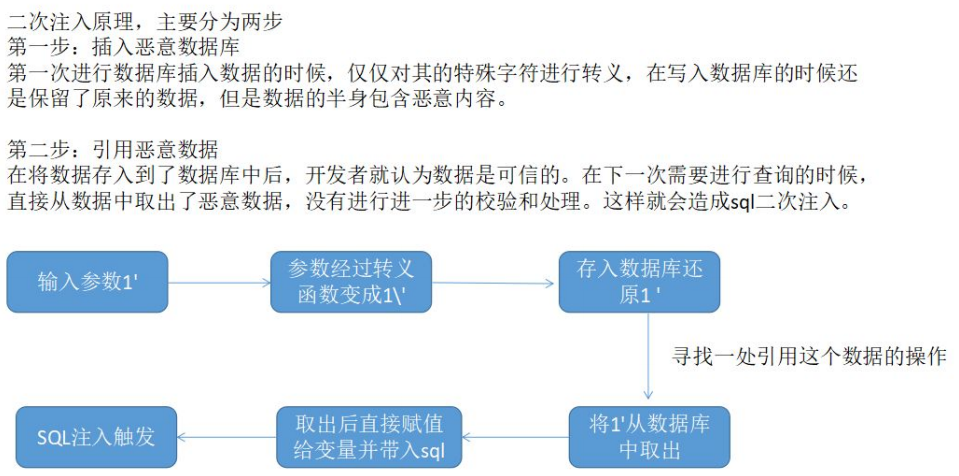 二次注入原理，主要分为两步
第一步：插入恶意数据库
第一次进行数据库插入数据的时候，仅仅对其的特殊字符进行转义，在写入数据库的时候还
是保留了原来的数据，但是数据的半身包含恶意内容。
第二步：引用恶意数据
在将数据存入到了数据库中后，开发者就认为数据是可信的。在下一次需要进行查询的时候，
直接从数据中取出了恶意数据，没有进行进一步的校验和处理。这样就会造成sql二次注入。
输入参数1'
参数经过转义
函数变成1\'
存入数据库还
原1 '
寻找一处引用这个数据的操作
将1'从数据库
中取出
取出后直接赋值
给变量并带入sql
SQL注入触发